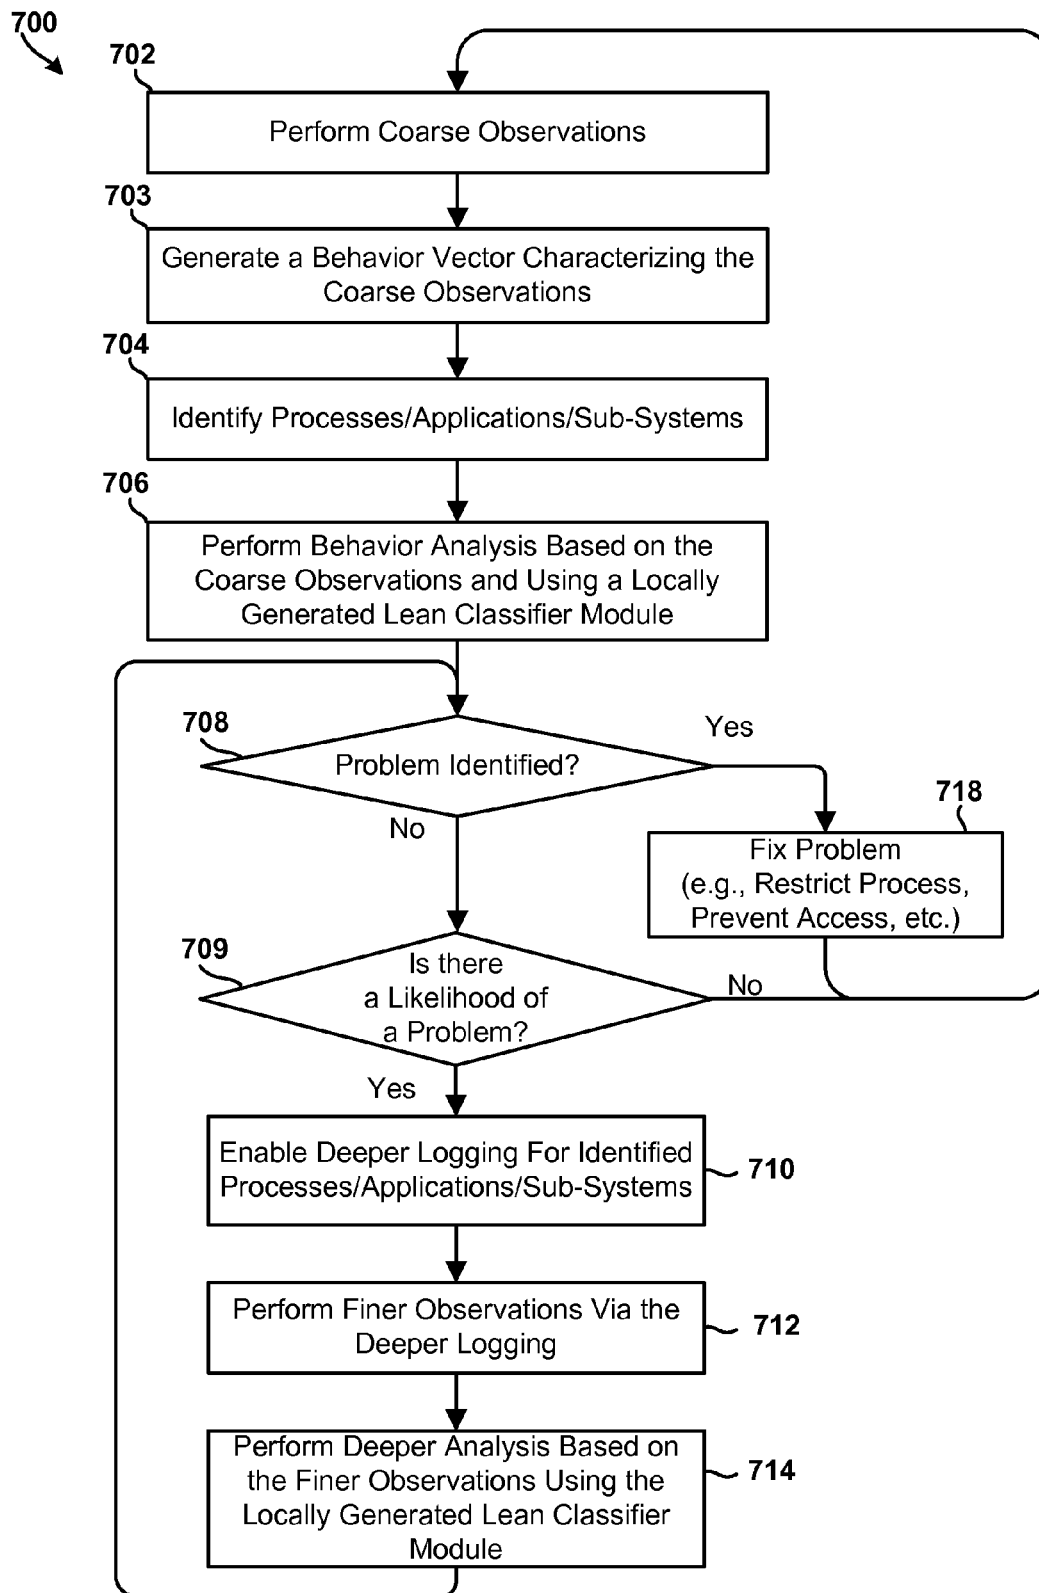 700
702
Perform Coarse Observations
703
Generate a Behavior Vector Characterizing the
Coarse Observations
704
Identify Processes/Applications/Sub-Systems
706
Perform Behavior Analysis Based on the
Coarse Observations and Using a Locally
Generated Lean Classifier Module
708
Problem Identified?
Yes
No
718
Fix Problem
(e.g., Restrict Process,
Prevent Access, etc.)
709
Is there
a Likelihood of
a Problem?
No
Yes
Enable Deeper Logging For Identified
Processes/Applications/Sub-Systems
710
Perform Finer Observations Via the
Deeper Logging
712
Perform Deeper Analysis Based on
the Finer Observations Using the
Locally Generated Lean Classifier
Module
714